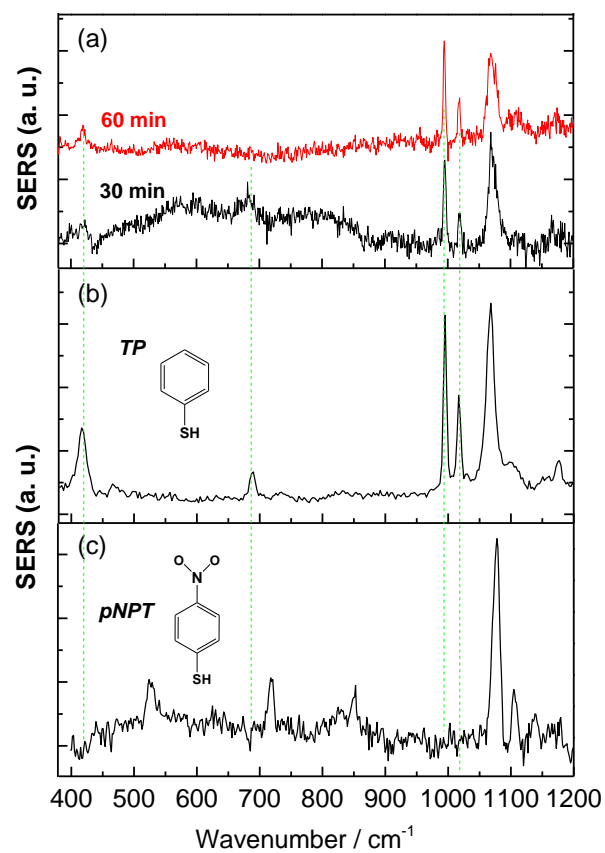 (a)
60 min
30 min
SERS (a. u.)
(b)
TP
SH
(c)
O O
N
pNPT
SH
SERS (a. u.)
400 500 600 700 800 900 1000 1100 1200
Wavenumber / cm⁻¹